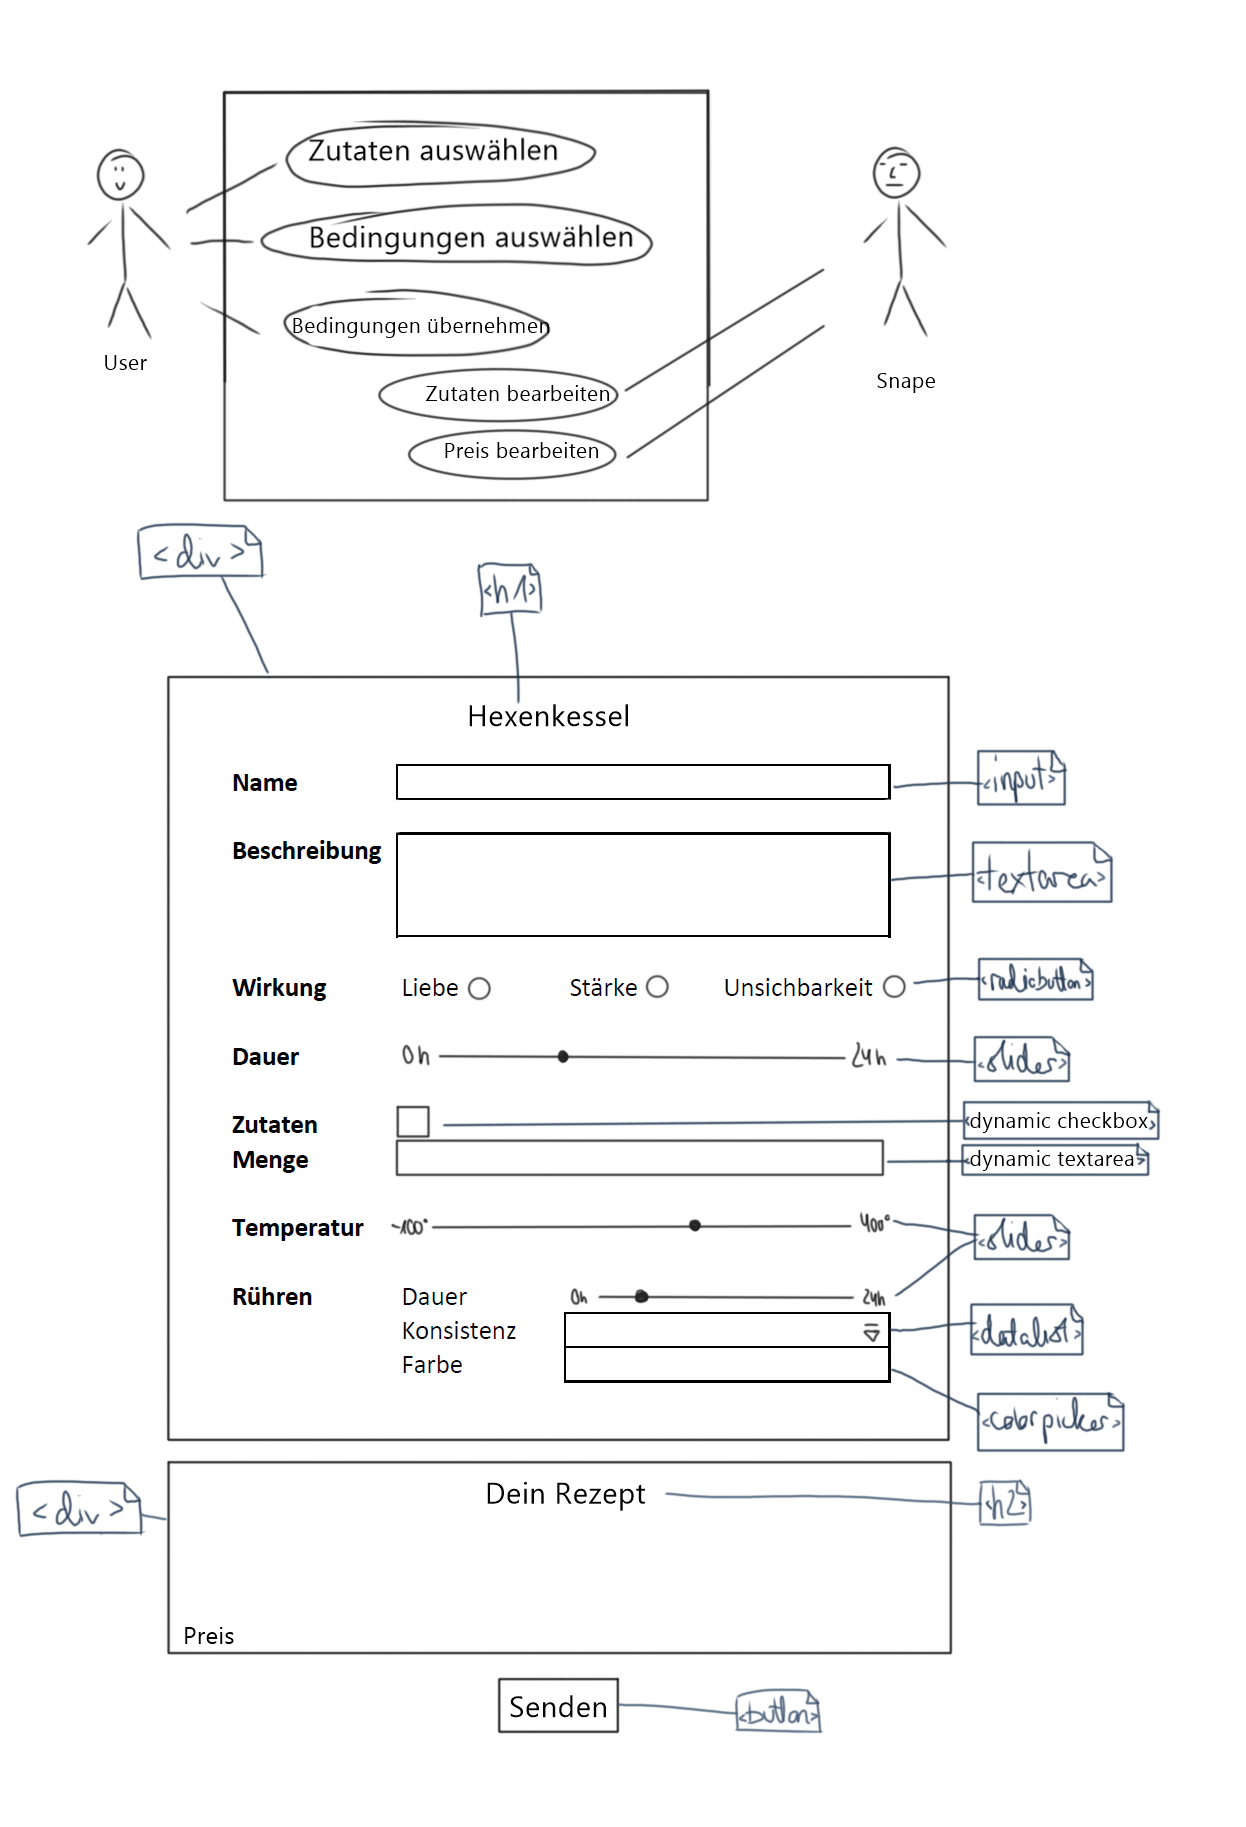 Zutaten auswählen
Bedingungen auswählen
Bedingungen übernehmen
Zutaten bearbeiten
Preis bearbeiten
User
Snape
<div>
<h1>
Hexenkessel
Name
<input>
Beschreibung
<textarea>
Wirkung Liebe Stärke Unsichbarkeit
<radiobutton>
Dauer 0h 24h
<slider>
Zutaten
<dynamic checkbox>
Menge
<dynamic textarea>
Temperatur -100° 400°
<slider>
Rühren Dauer 0h 24h
Konsistenz
<datalist>
Farbe
<colorpicker>
<div>
Dein Rezept
<h2>
Preis
Senden
<button>